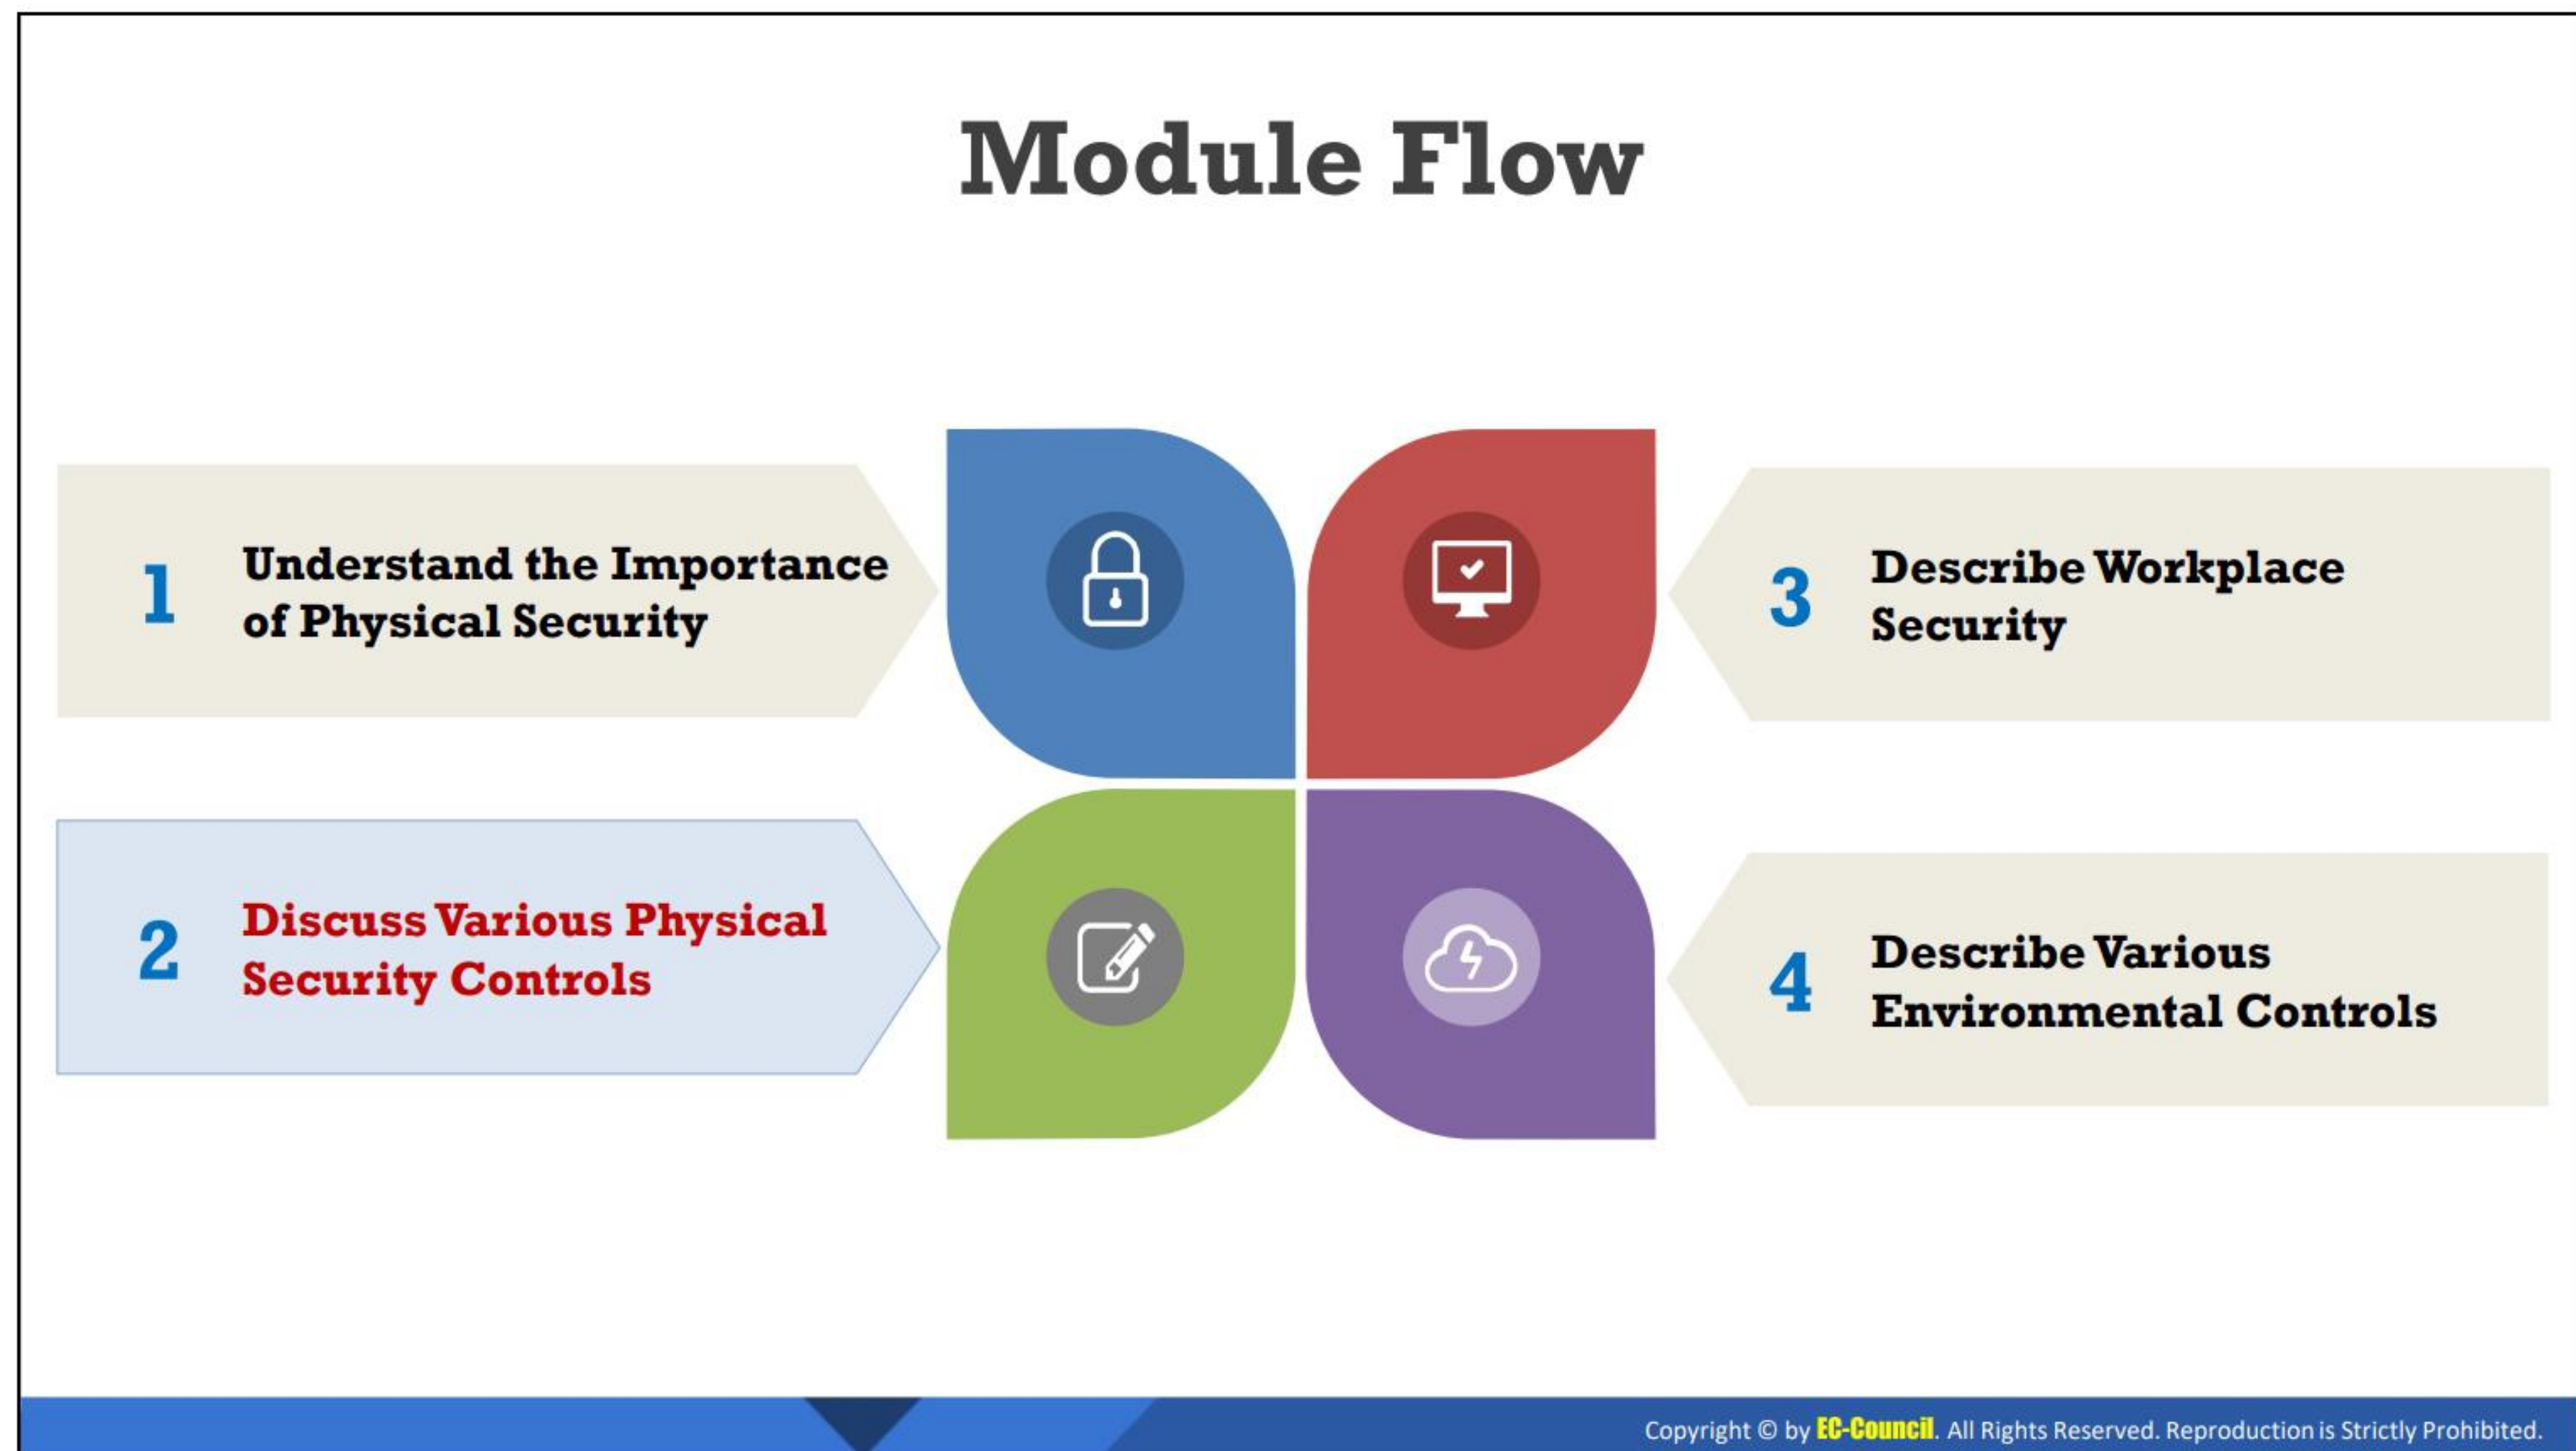 Module Flow
1
Understand the Importance
of Physical Security
2
Discuss Various Physical
Security Controls
3
Describe Workplace
Security
4
Describe Various
Environmental Controls
Copyright © by EC-Council. All Rights Reserved. Reproduction is Strictly Prohibited.